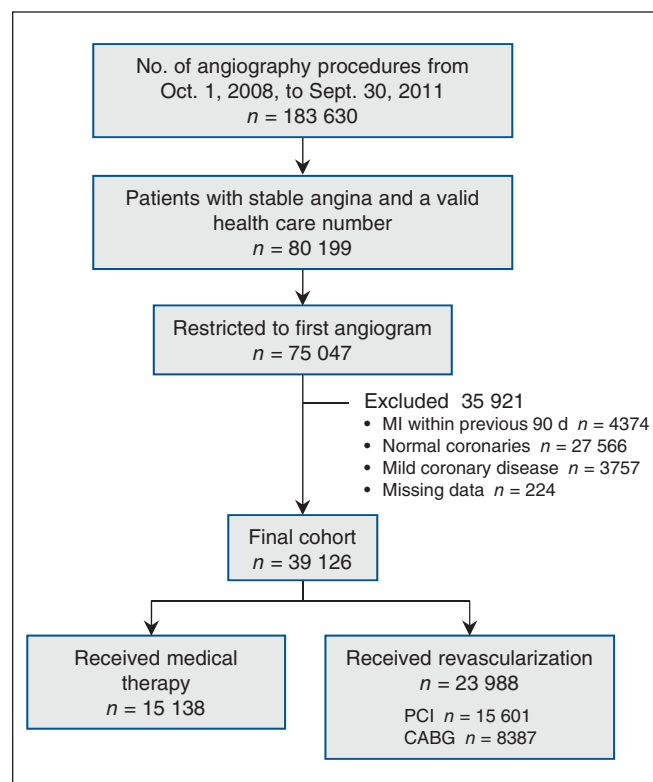 No. of angiography procedures from
Oct. 1, 2008, to Sept. 30, 2011
n = 183 630
Patients with stable angina and a valid
health care number
n = 80 199
Restricted to first angiogram
n = 75 047
Excluded 35 921
• MI within previous 90 d n = 4374
• Normal coronaries n = 27 566
• Mild coronary disease n = 3757
• Missing data n = 224
Final cohort
n = 39 126
Received medical
therapy
n = 15 138
Received revascularization
n = 23 988
PCI n = 15 601
CABG n = 8387